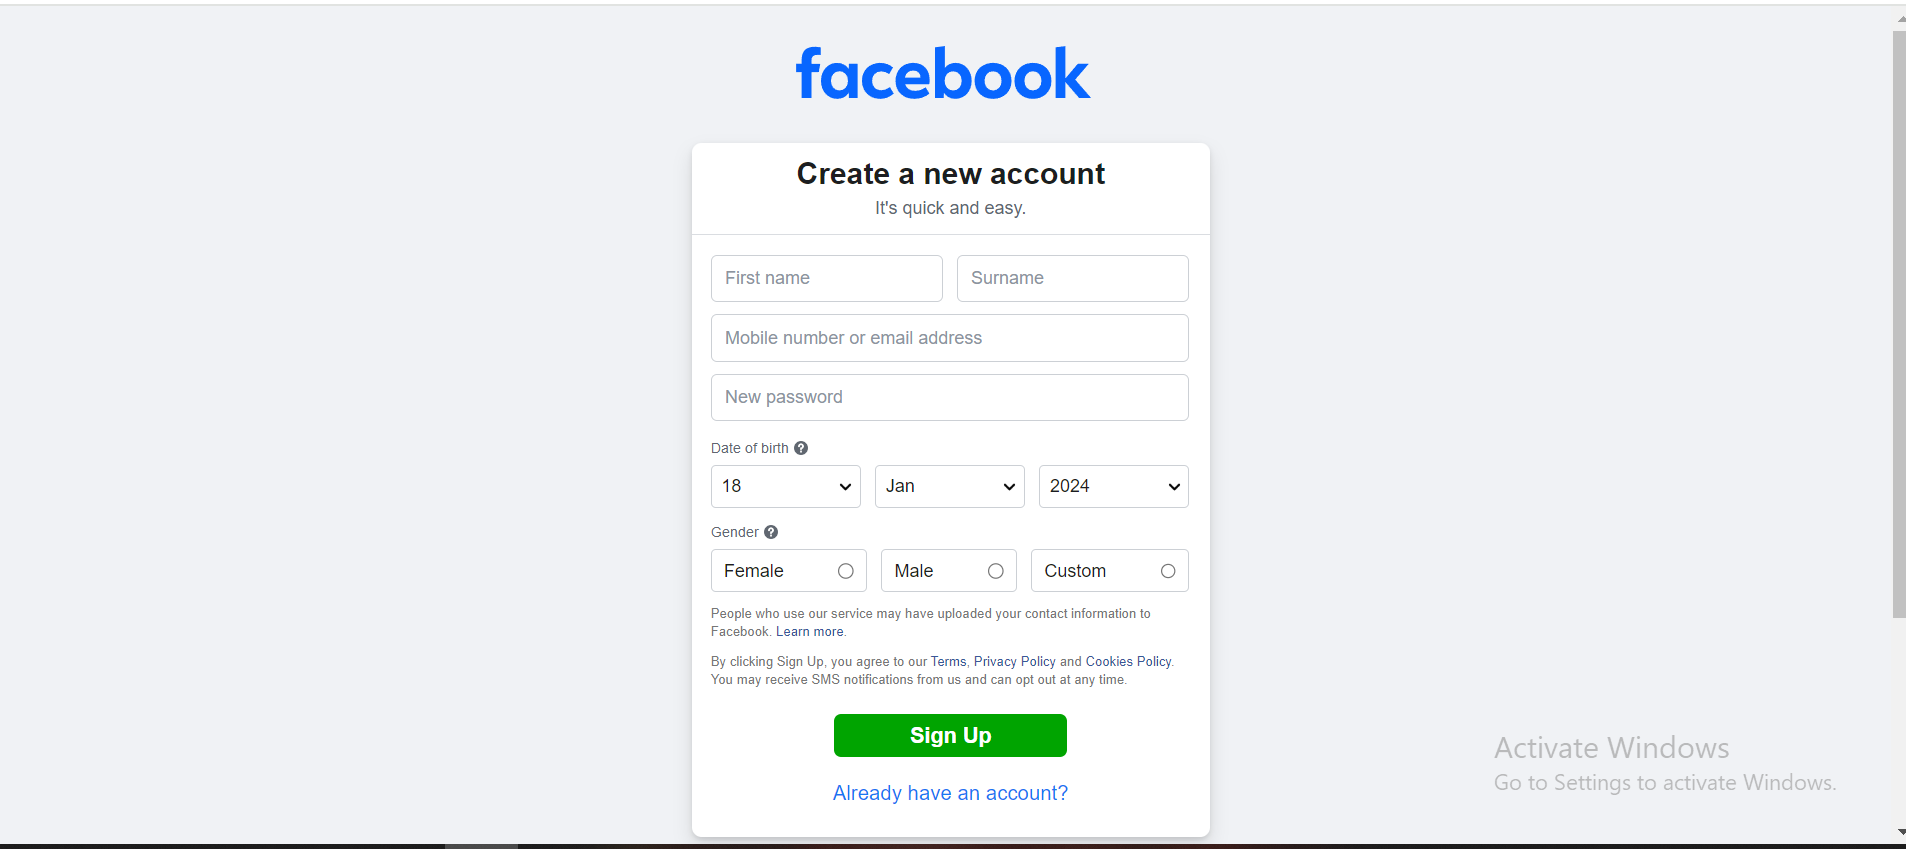 facebook
Create a new account
It's quick and easy.
First name Surname
Mobile number or email address
New password
Date of birth ?
18 Jan 2024
Gender ?
Female Male Custom
People who use our service may have uploaded your contact information to
Facebook. Learn more.
By clicking Sign Up, you agree to our Terms, Privacy Policy and Cookies Policy.
You may receive SMS notifications from us and can opt out at any time.
Sign Up
Already have an account?
Activate Windows
Go to Settings to activate Windows.